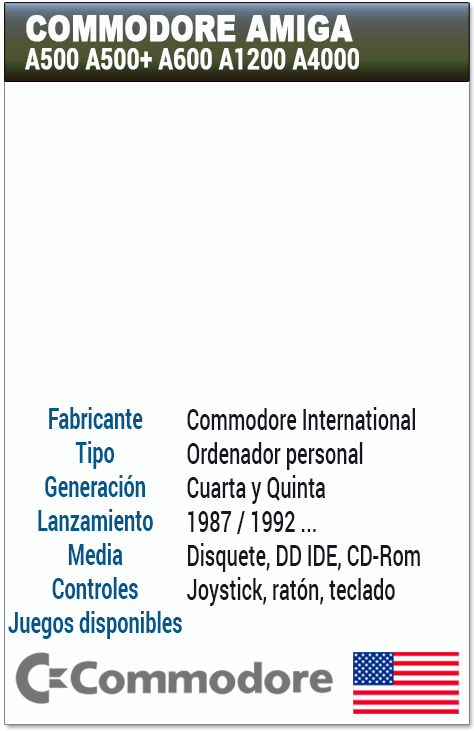 COMMODORE AMIGA
A500 A500+ A600 A1200 A4000
Fabricante Commodore International
Tipo Ordenador personal
Generación Cuarta y Quinta
Lanzamiento 1987 / 1992 ...
Media Disquete, DD IDE, CD-Rom
Controles Joystick, ratón, teclado
Juegos disponibles
Commodore